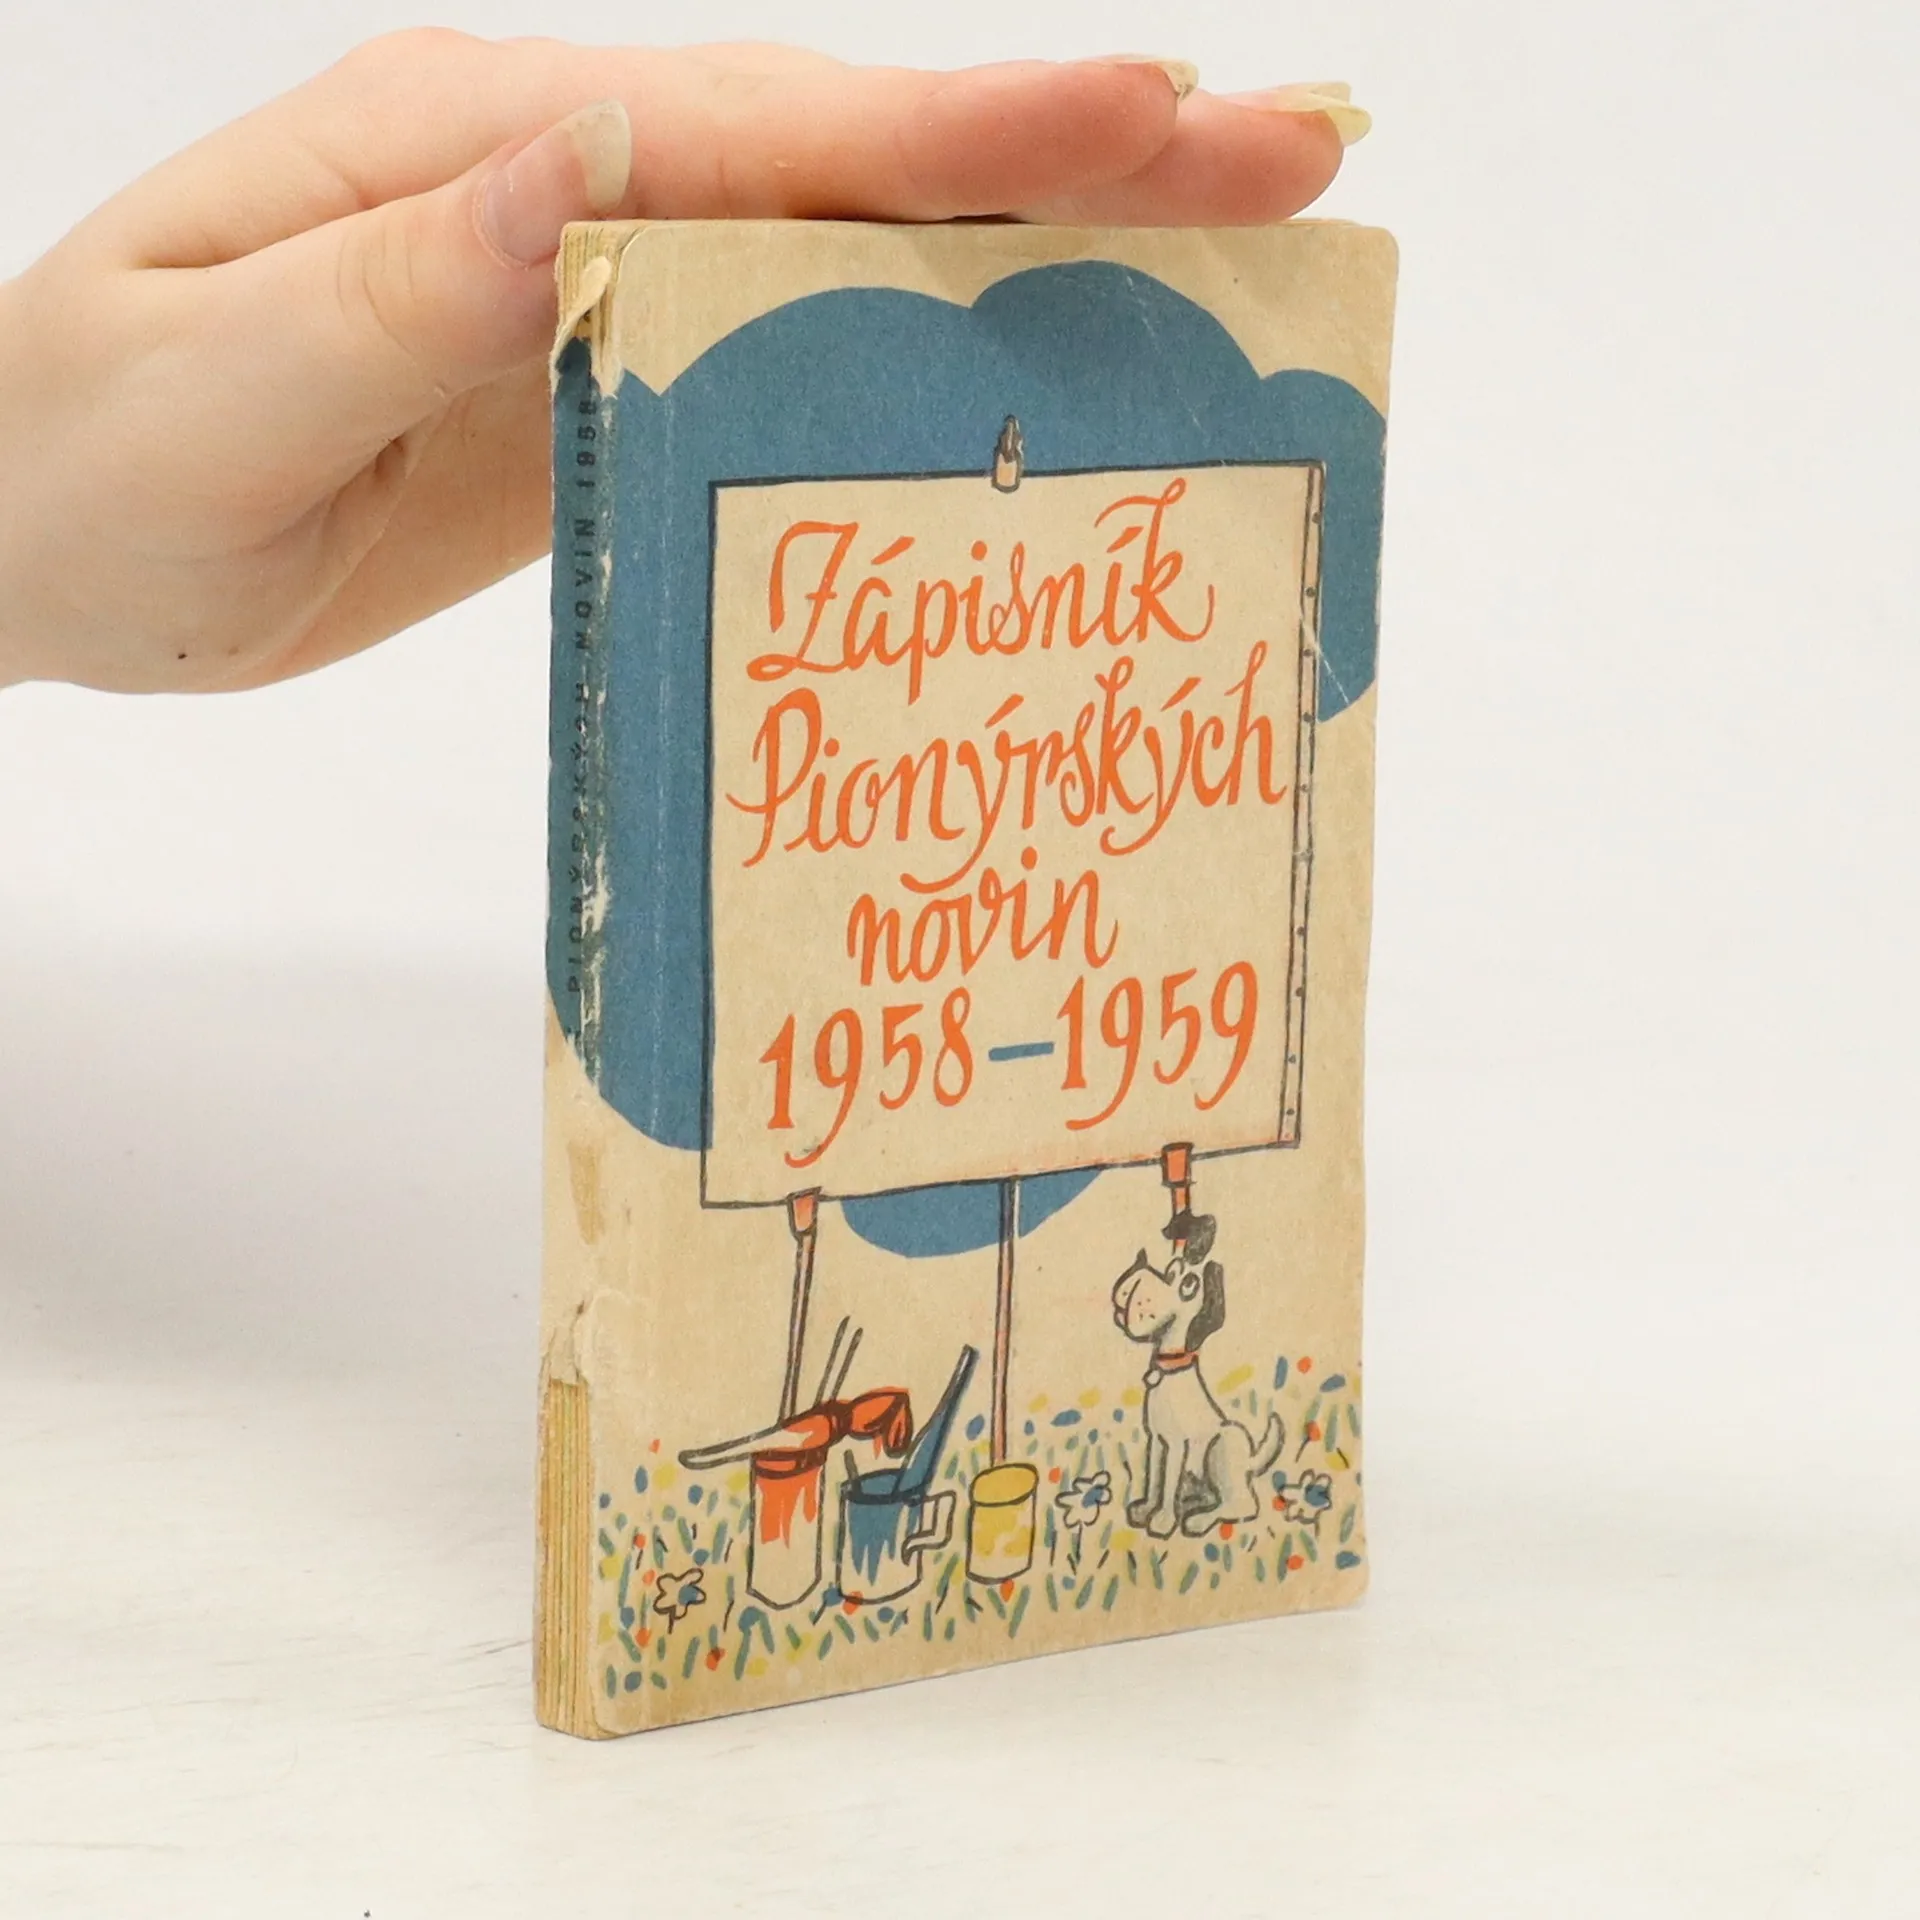 Zápisník
Pionýrských
novin
1958–1959
PIONÝRSKÝCH NOVIN 1958